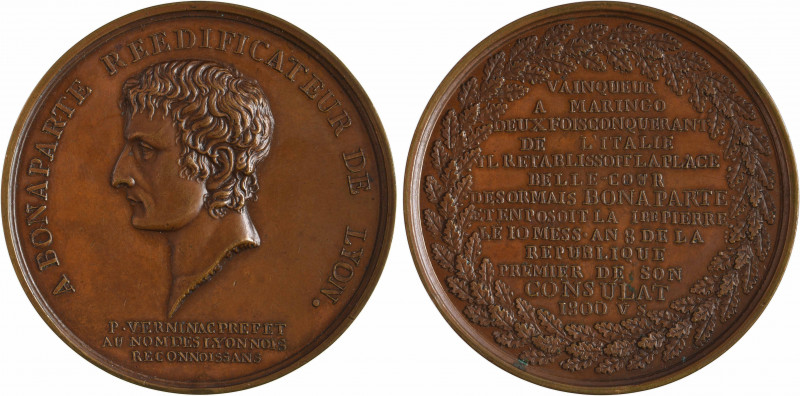 A BONAPARTE REEDIFICATEUR DE LYON.
P. VERNINAC PREFET
AU NOM DES LYONNOIS
RECONNOISSANS
VAINQUEUR
A MARINGO
DEUX FOIS CONQUERANT
DE L'ITALIE
IL RETABLISSOIT LA PLACE
BELLE-COUR
DESORMAIS BONAPARTE
ET EN POSOIT LA IRE PIERRE
LE 10 MESS. AN 8 DE LA
REPUBLIQUE
PREMIER DE SON
CONSULAT
1800 V.S.